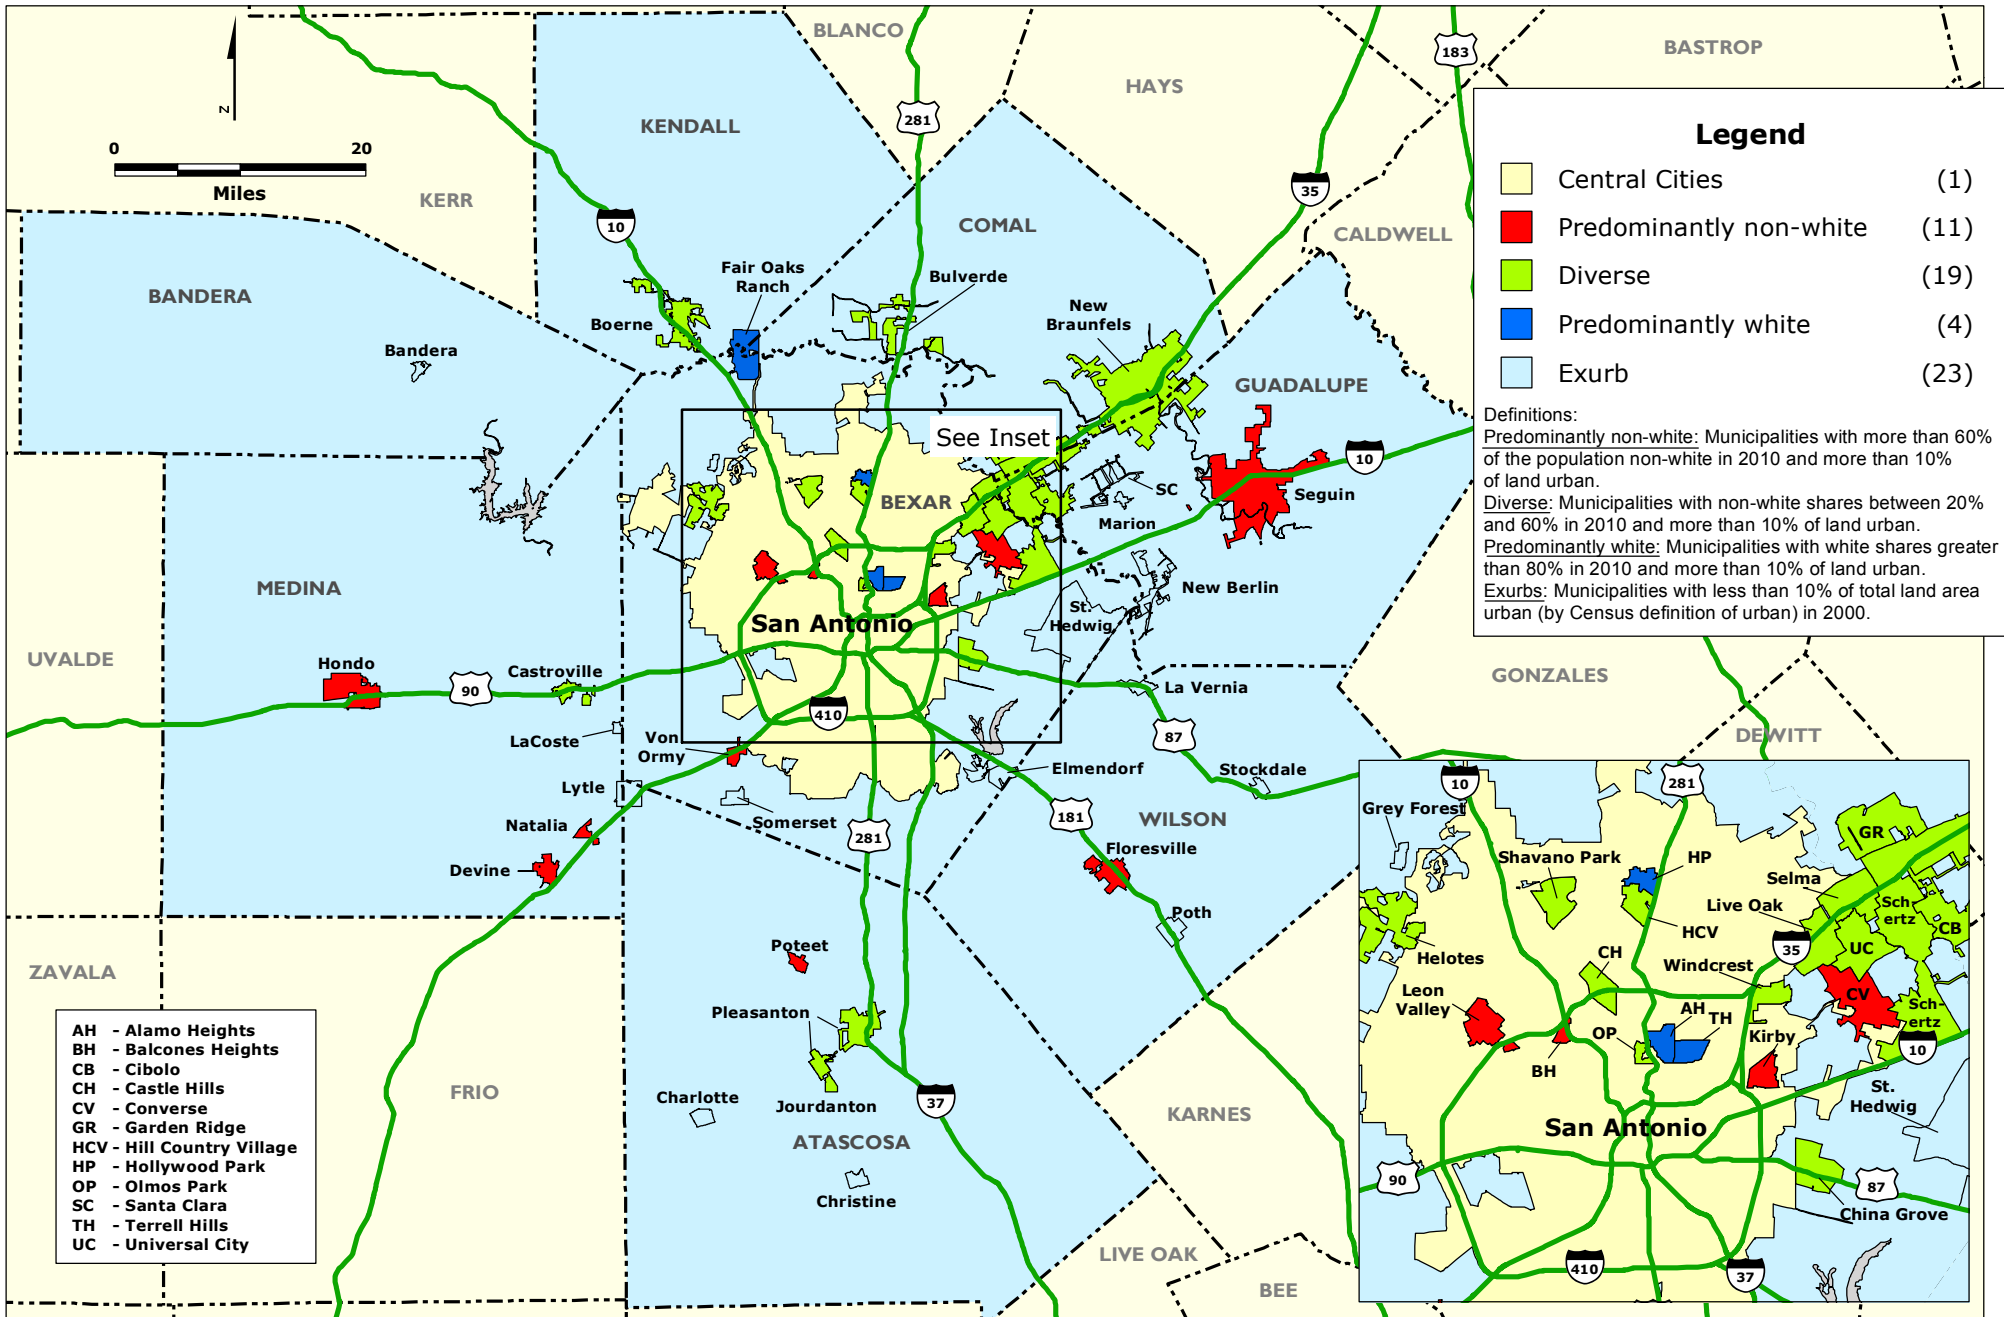 BLANCO
BASTROP
183
HAYS
281
KENDALL
N
0 20
Miles
KERR
10
35
COMAL
CALDWELL
Legend
Central Cities (1)
Predominantly non-white (11)
Diverse (19)
Predominantly white (4)
Exurb (23)
Definitions:
Predominantly non-white: Municipalities with more than 60%
of the population non-white in 2010 and more than 10%
of land urban.
Diverse: Municipalities with non-white shares between 20%
and 60% in 2010 and more than 10% of land urban.
Predominantly white: Municipalities with white shares greater
than 80% in 2010 and more than 10% of land urban.
Exurbs: Municipalities with less than 10% of total land area
urban (by Census definition of urban) in 2000.
BANDERA
Bandera
Boerne
Fair Oaks
Ranch
Bulverde
New
Braunfels
GUADALUPE
See Inset
BEXAR
10
SC
Seguin
Marion
MEDINA
New Berlin
St.
Hedwig
San Antonio
UVALDE
Hondo
90
Castroville
La Vernia
GONZALES
410
LaCoste
Von
Ormy
87
DEWITT
Elmendorf
Stockdale
Lytle
Somerset
281
181
WILSON
Natalia
Floresville
Devine
Poth
ZAVALA
Poteet
Pleasanton
FRIO
Charlotte
Jourdanton
37
ATASCOSA
KARNES
Christine
LIVE OAK
BEE
AH - Alamo Heights
BH - Balcones Heights
CB - Cibolo
CH - Castle Hills
CV - Converse
GR - Garden Ridge
HCV - Hill Country Village
HP - Hollywood Park
OP - Olmos Park
SC - Santa Clara
TH - Terrell Hills
UC - Universal City
10
281
Grey Forest
GR
Shavano Park
HP
Selma
Live Oak
Sch
ertz
HCV
CB
35
UC
Helotes
CH
Windcrest
Leon
Valley
CV
Sch-
ertz
AH
TH
OP
Kirby
10
BH
St.
Hedwig
San Antonio
90
87
China Grove
410
37